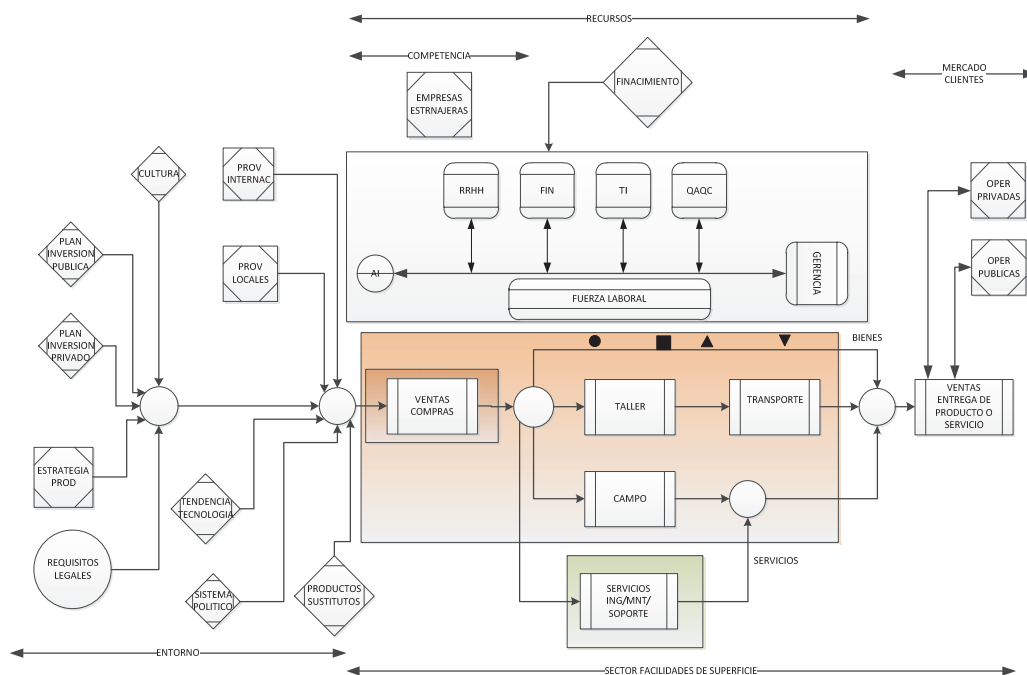 RECURSOS
COMPETENCIA
MERCADO
CLIENTES
EMPRESAS
ESTRNAJERAS
FINACIMIENTO
CULTURA
PROV
INTERNAC
RRHH
FIN
TI
QAQC
OPER
PRIVADAS
PLAN
INVERSION
PUBLICA
PROV
LOCALES
AI
GERENCIA
FUERZA LABORAL
OPER
PUBLICAS
PLAN
INVERSION
PRIVADO
BIENES
VENTAS
COMPRAS
TALLER
TRANSPORTE
VENTAS
ENTREGA DE
PRODUCTO O
SERVICIO
ESTRATEGIA
PROD
TENDENCIA
TECNOLOGIA
CAMPO
REQUISITOS
LEGALES
SERVICIOS
SISTEMA
POLITICO
PRODUCTOS
SUSTITUTOS
SERVICIOS
ING/MNT/
SOPORTE
ENTORNO
SECTOR FACILIDADES DE SUPERFICIE